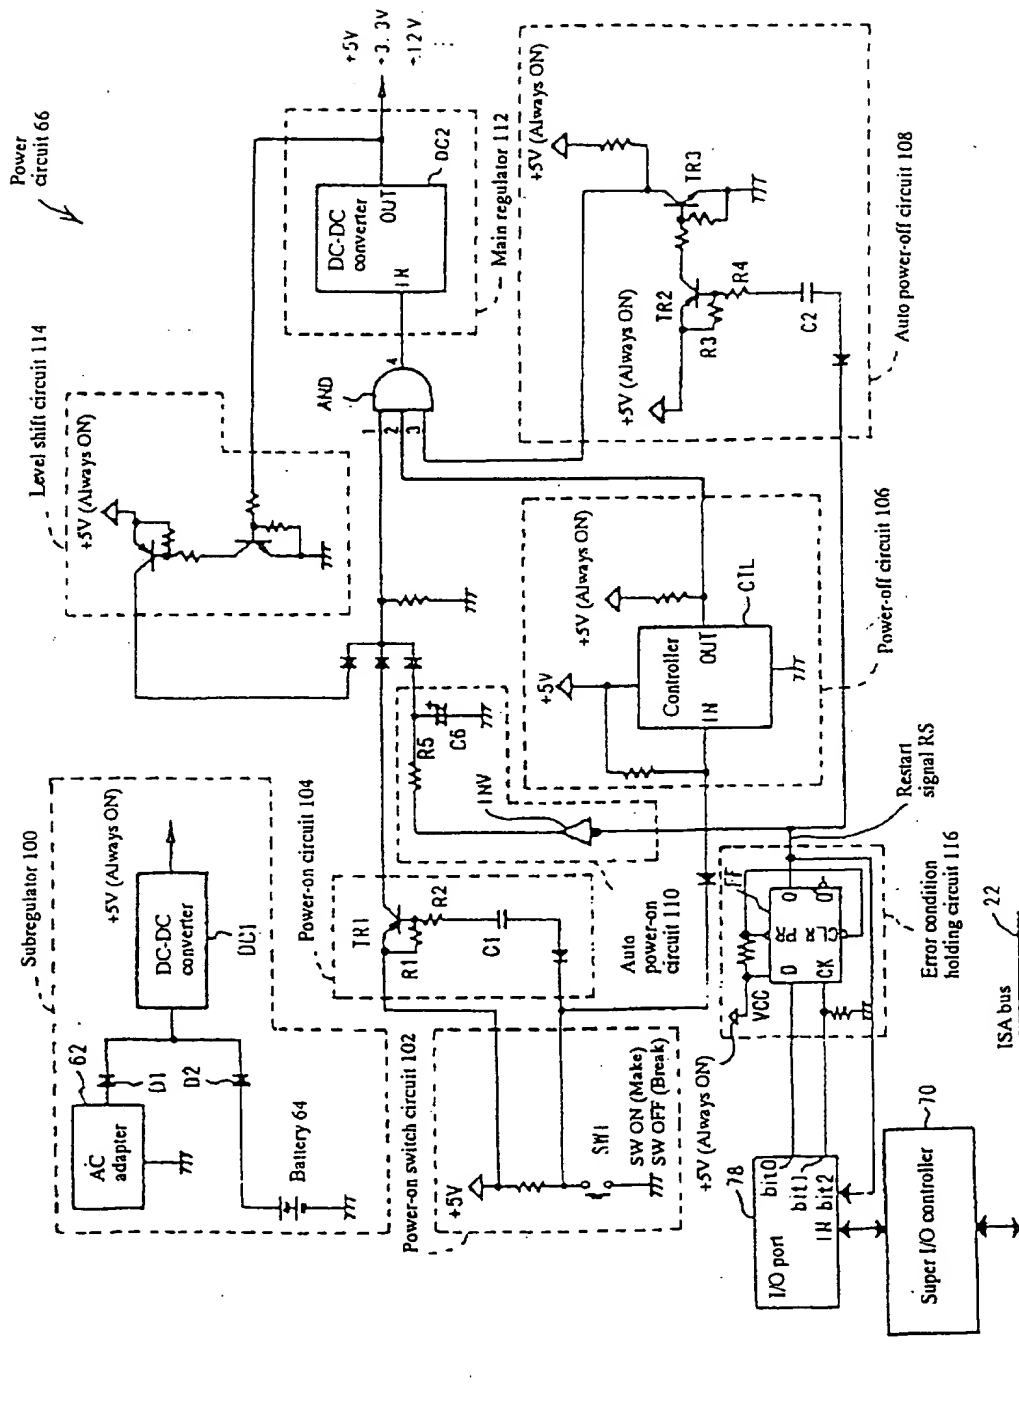 Power
circuit 66
+5V
+3.3V
+12V
Level shift circuit 114
+5V (Always ON)
Subregulator 100
+5V (Always ON)
62
AC
adapter
D1
D2
Battery 64
DC-DC
converter
DC1
Main regulator 112
DC-DC
converter
IN
OUT
DC2
AND
1
2
3
4
Power-on circuit 104
TR1
R1
R2
C1
Auto
power-on
circuit 110
INV
R5
C6
Power-on switch circuit 102
+5V
SW1
SW ON (Make)
SW OFF (Break)
Power-off circuit 106
+5V
+5V (Always ON)
Controller
IN
OUT
CTL
Auto power-off circuit 108
+5V (Always ON)
+5V (Always ON)
TR2
TR3
R3
R4
C2
Restart
signal RS
Error condition
holding circuit 116
+5V (Always ON)
VCC
FF
D
PR
Q
CK
CLR
Q
78
I/O port
bit0
bit1
bit2
IN
70
Super I/O controller
ISA bus
22